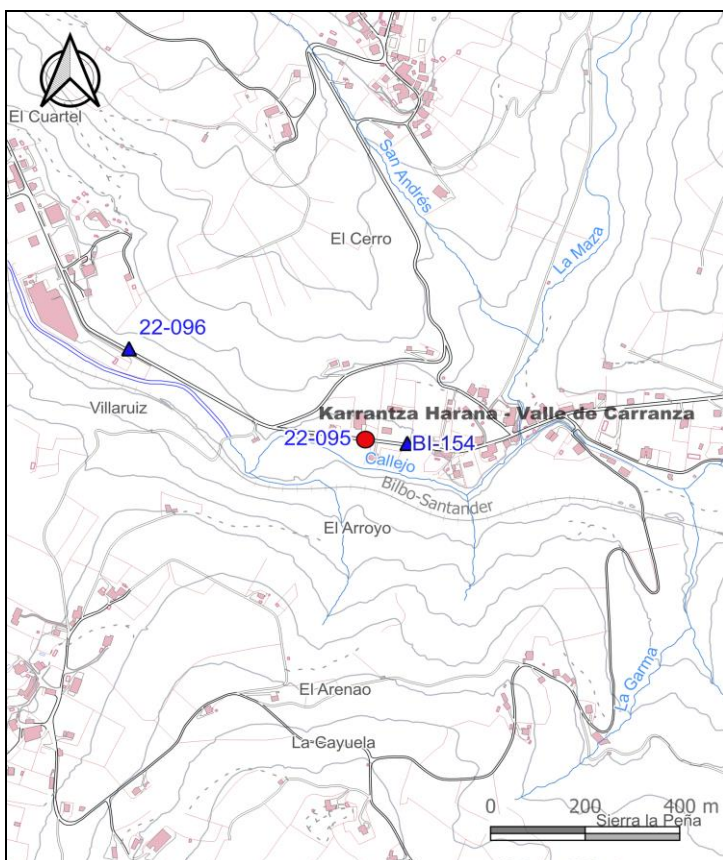 El Cuartel
San Andrés
La Maza
El Cerro
22-096
Villaruiz
Karrantza Harana - Valle de Carranza
22-095
BI-154
Callejo
Bilbo-Santander
El Arroyo
La Garma
El Arenao
La Cayuela
0 200 400 m
Sierra la Peña